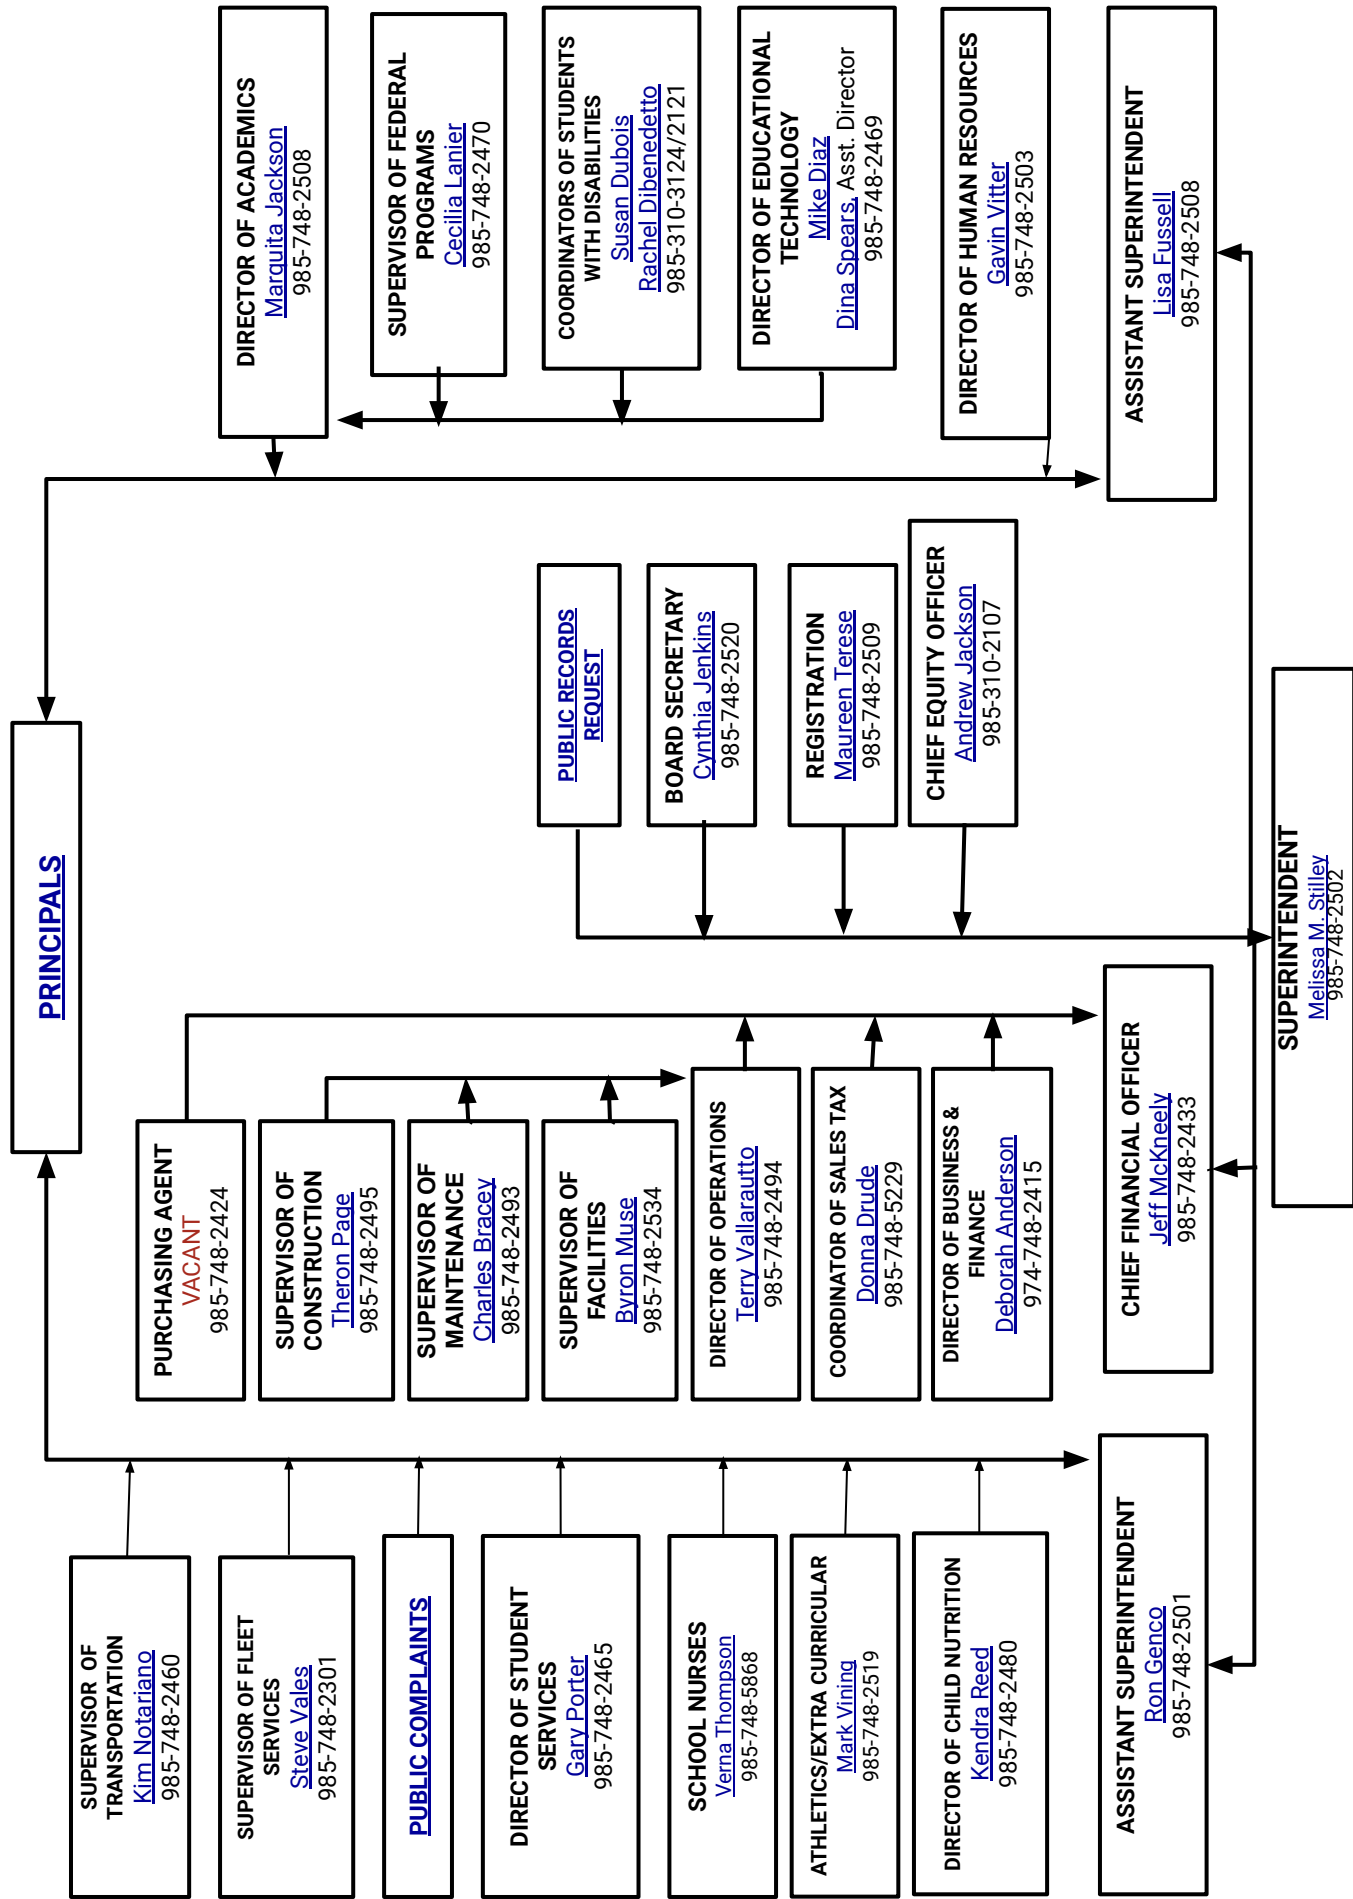 PRINCIPALS
SUPERVISOR OF
TRANSPORTATION
Kim Notariano
985-748-2460
SUPERVISOR OF FLEET
SERVICES
Steve Vales
985-748-2301
PUBLIC COMPLAINTS
DIRECTOR OF STUDENT
SERVICES
Gary Porter
985-748-2465
SCHOOL NURSES
Verna Thompson
985-748-5868
ATHLETICS/EXTRA CURRICULAR
Mark Vining
985-748-2519
DIRECTOR OF CHILD NUTRITION
Kendra Reed
985-748-2480
ASSISTANT SUPERINTENDENT
Ron Genco
985-748-2501
PURCHASING AGENT
VACANT
985-748-2424
SUPERVISOR OF
CONSTRUCTION
Theron Page
985-748-2495
SUPERVISOR OF
MAINTENANCE
Charles Bracey
985-748-2493
SUPERVISOR OF
FACILITIES
Byron Muse
985-748-2534
DIRECTOR OF OPERATIONS
Terry Vallarautto
985-748-2494
COORDINATOR OF SALES TAX
Donna Drude
985-748-5229
DIRECTOR OF BUSINESS &
FINANCE
Deborah Anderson
974-748-2415
CHIEF FINANCIAL OFFICER
Jeff McKneely
985-748-2433
PUBLIC RECORDS
REQUEST
BOARD SECRETARY
Cynthia Jenkins
985-748-2520
REGISTRATION
Maureen Terese
985-748-2509
CHIEF EQUITY OFFICER
Andrew Jackson
985-310-2107
DIRECTOR OF ACADEMICS
Marquita Jackson
985-748-2508
SUPERVISOR OF FEDERAL
PROGRAMS
Cecilia Lanier
985-748-2470
COORDINATORS OF STUDENTS
WITH DISABILITIES
Susan Dubois
Rachel Dibenedetto
985-310-3124/2121
DIRECTOR OF EDUCATIONAL
TECHNOLOGY
Mike Diaz
Dina Spears, Asst. Director
985-748-2469
DIRECTOR OF HUMAN RESOURCES
Gavin Vitter
985-748-2503
ASSISTANT SUPERINTENDENT
Lisa Fussell
985-748-2508
SUPERINTENDENT
Melissa M. Stilley
985-748-2502